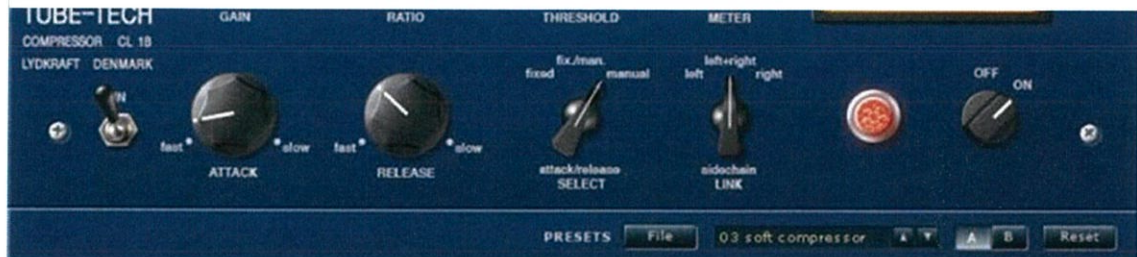 TUBE-TECH GAIN RATIO THRESHOLD METER
COMPRESSOR CL 1B
LYDKRAFT DENMARK
IN
fast slow
ATTACK
fast slow
RELEASE
fix./man.
fixed manual
attack/release
SELECT
left+right
left right
sidechain
LINK
OFF
ON
PRESETS File 03 soft compressor A B Reset